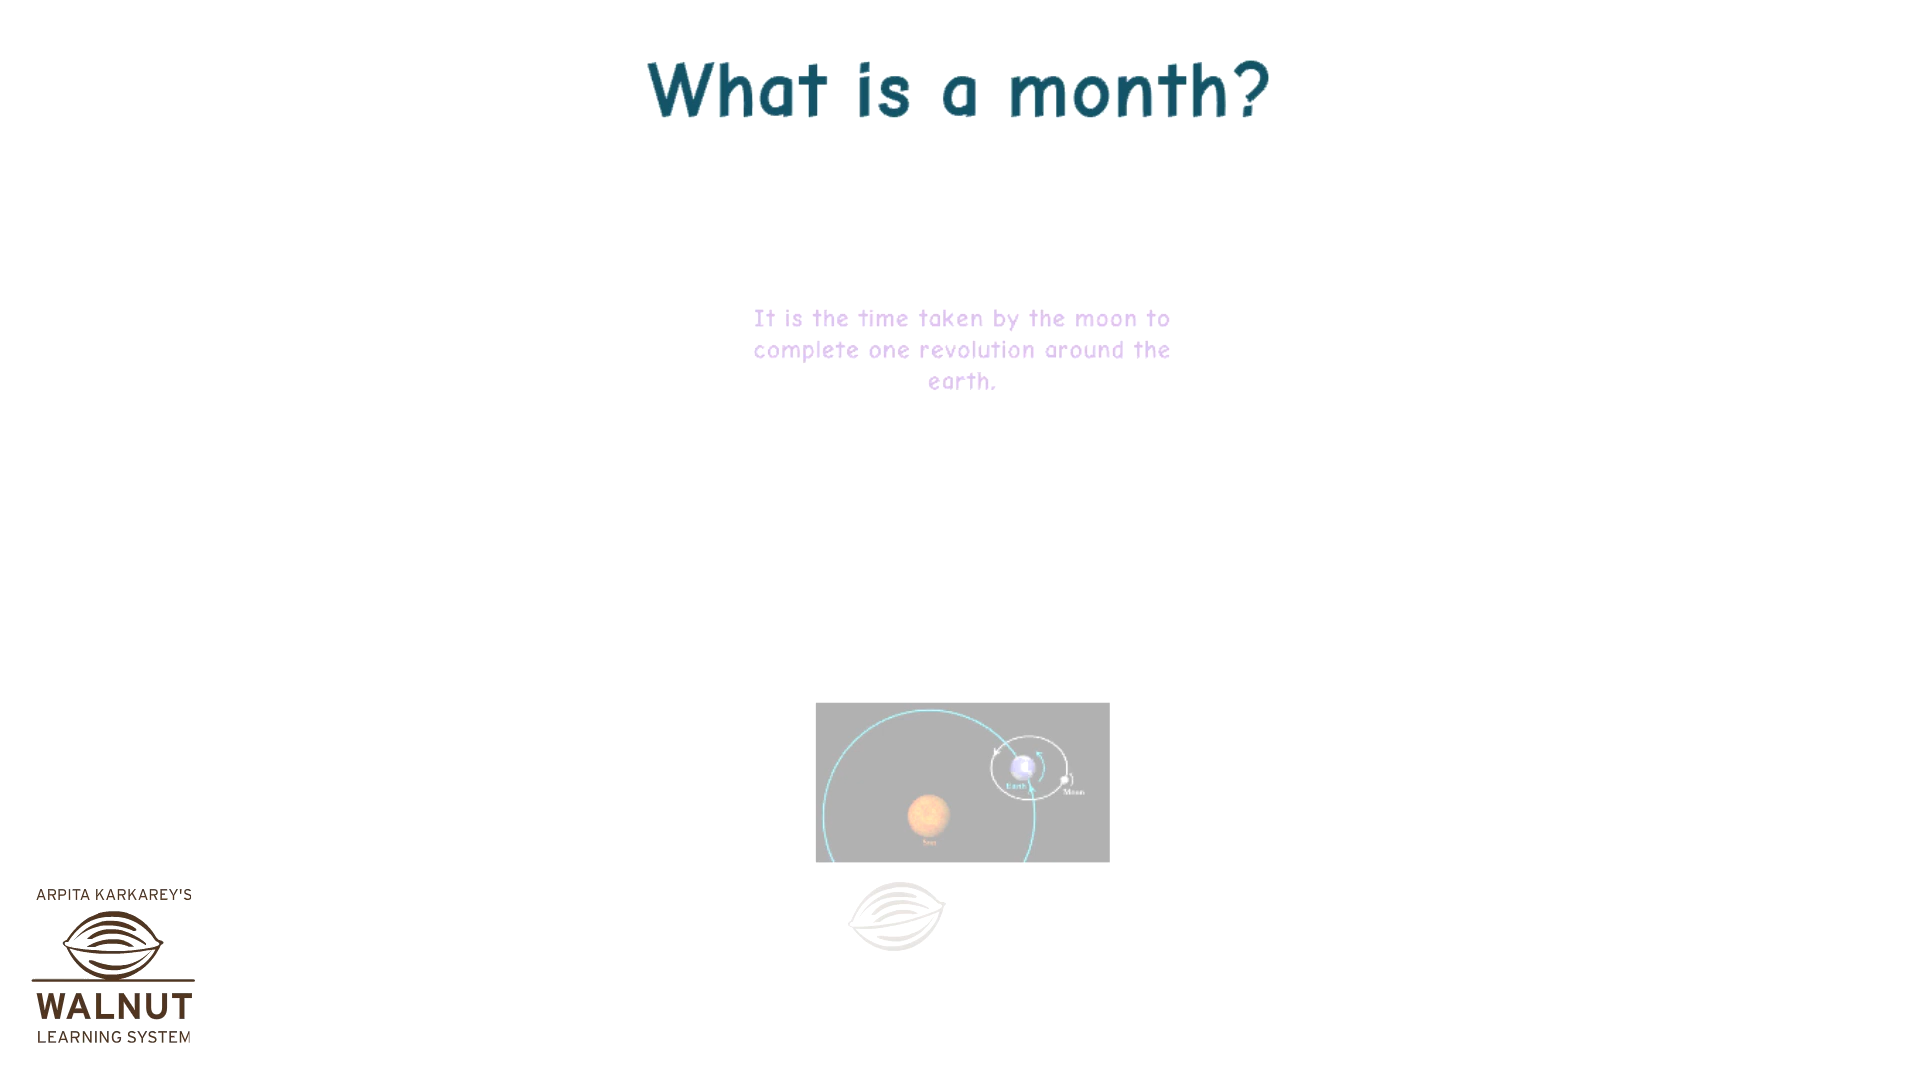 What is a month?
It is the time taken by the moon to
complete one revolution around the
earth.
Earth
Moon
Sun
ARPITA KARKAREY'S
WALNUT
LEARNING SYSTEM